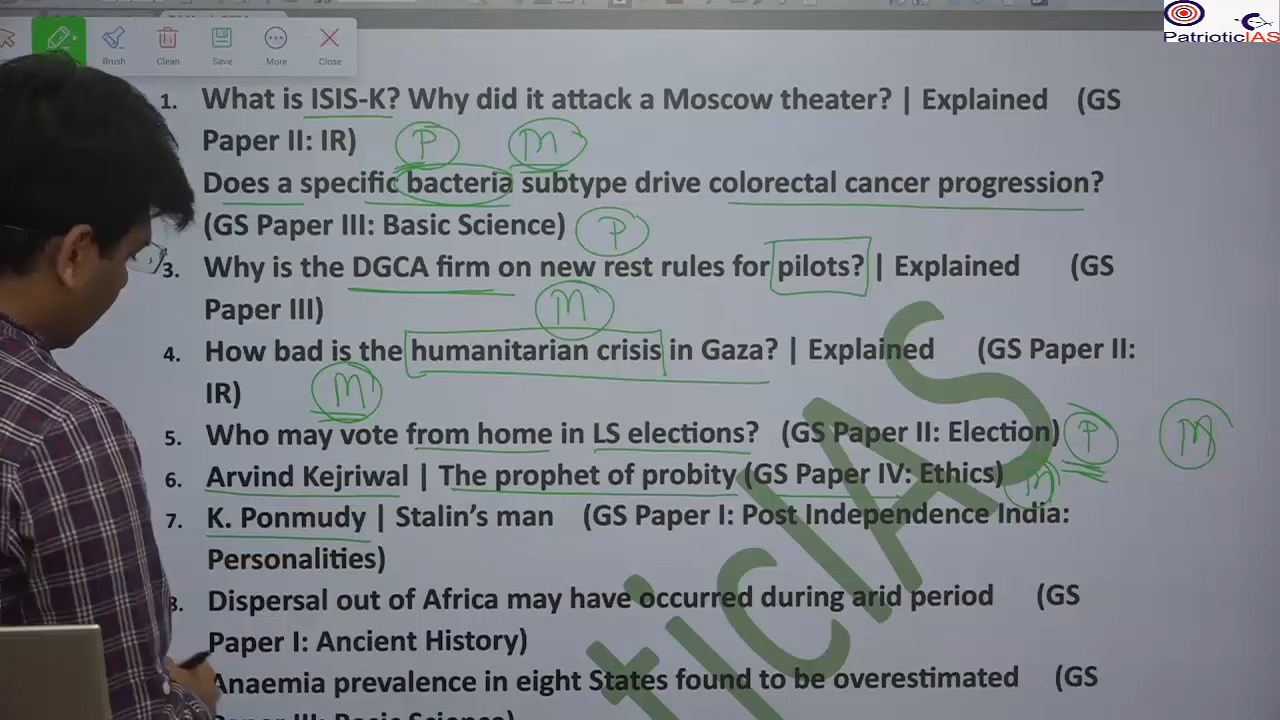 PatrioticIAS
Brush
Clean
Save
More
Close
1. What is ISIS-K? Why did it attack a Moscow theater? | Explained (GS
Paper II: IR) P M
Does a specific bacteria subtype drive colorectal cancer progression?
(GS Paper III: Basic Science) P
3. Why is the DGCA firm on new rest rules for pilots? | Explained (GS
Paper III) M
4. How bad is the humanitarian crisis in Gaza? | Explained (GS Paper II:
IR) M
5. Who may vote from home in LS elections? (GS Paper II: Election) P M
6. Arvind Kejriwal | The prophet of probity (GS Paper IV: Ethics) M
7. K. Ponmudy | Stalin's man (GS Paper I: Post Independence India:
Personalities)
8. Dispersal out of Africa may have occurred during arid period (GS
Paper I: Ancient History)
Anaemia prevalence in eight States found to be overestimated (GS
Paper III: Basic Science)
ticIAS